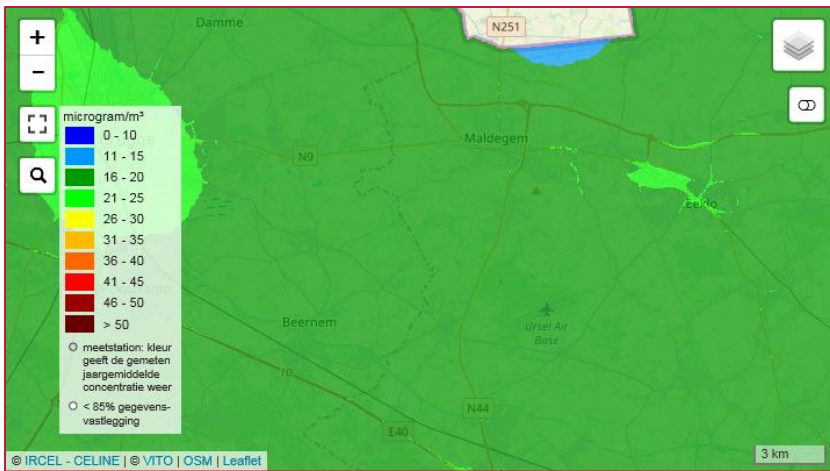 Damme
N251
+
−
microgram/m³
0 - 10
11 - 15
16 - 20
21 - 25
26 - 30
31 - 35
36 - 40
41 - 45
46 - 50
> 50
meetstation: kleur
geeft de gemeten
jaargemiddelde
concentratie weer
< 85% gegevens-
vastlegging
N9
Maldegem
Eeklo
Beernem
Ursel Air
Base
10
N44
E40
3 km
© IRCEL - CELINE | © VITO | OSM | Leaflet